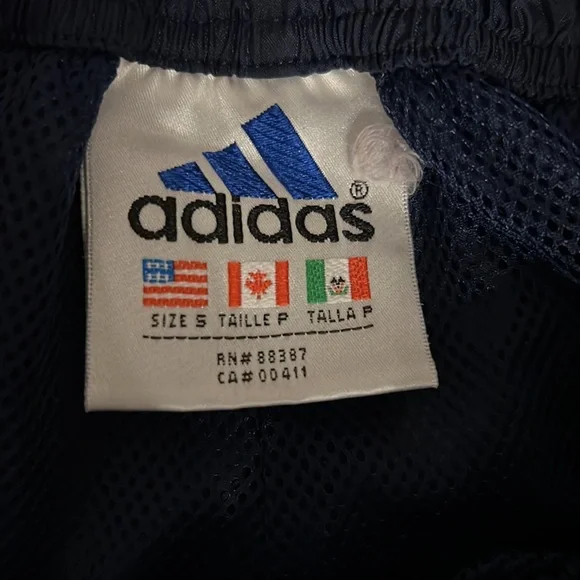 adidas®
SIZE S TAILLE P TALLA P
RN# 88387
CA# 00411